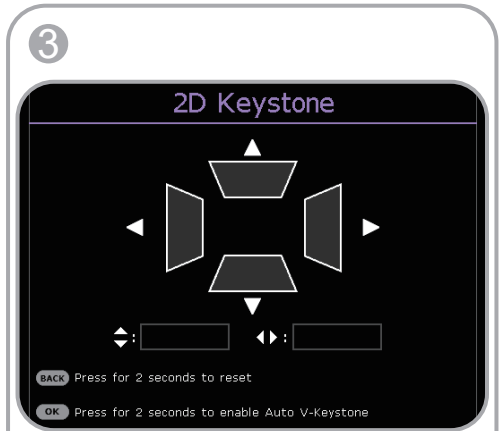 3
2D Keystone
:
:
BACK Press for 2 seconds to reset
OK Press for 2 seconds to enable Auto V-Keystone